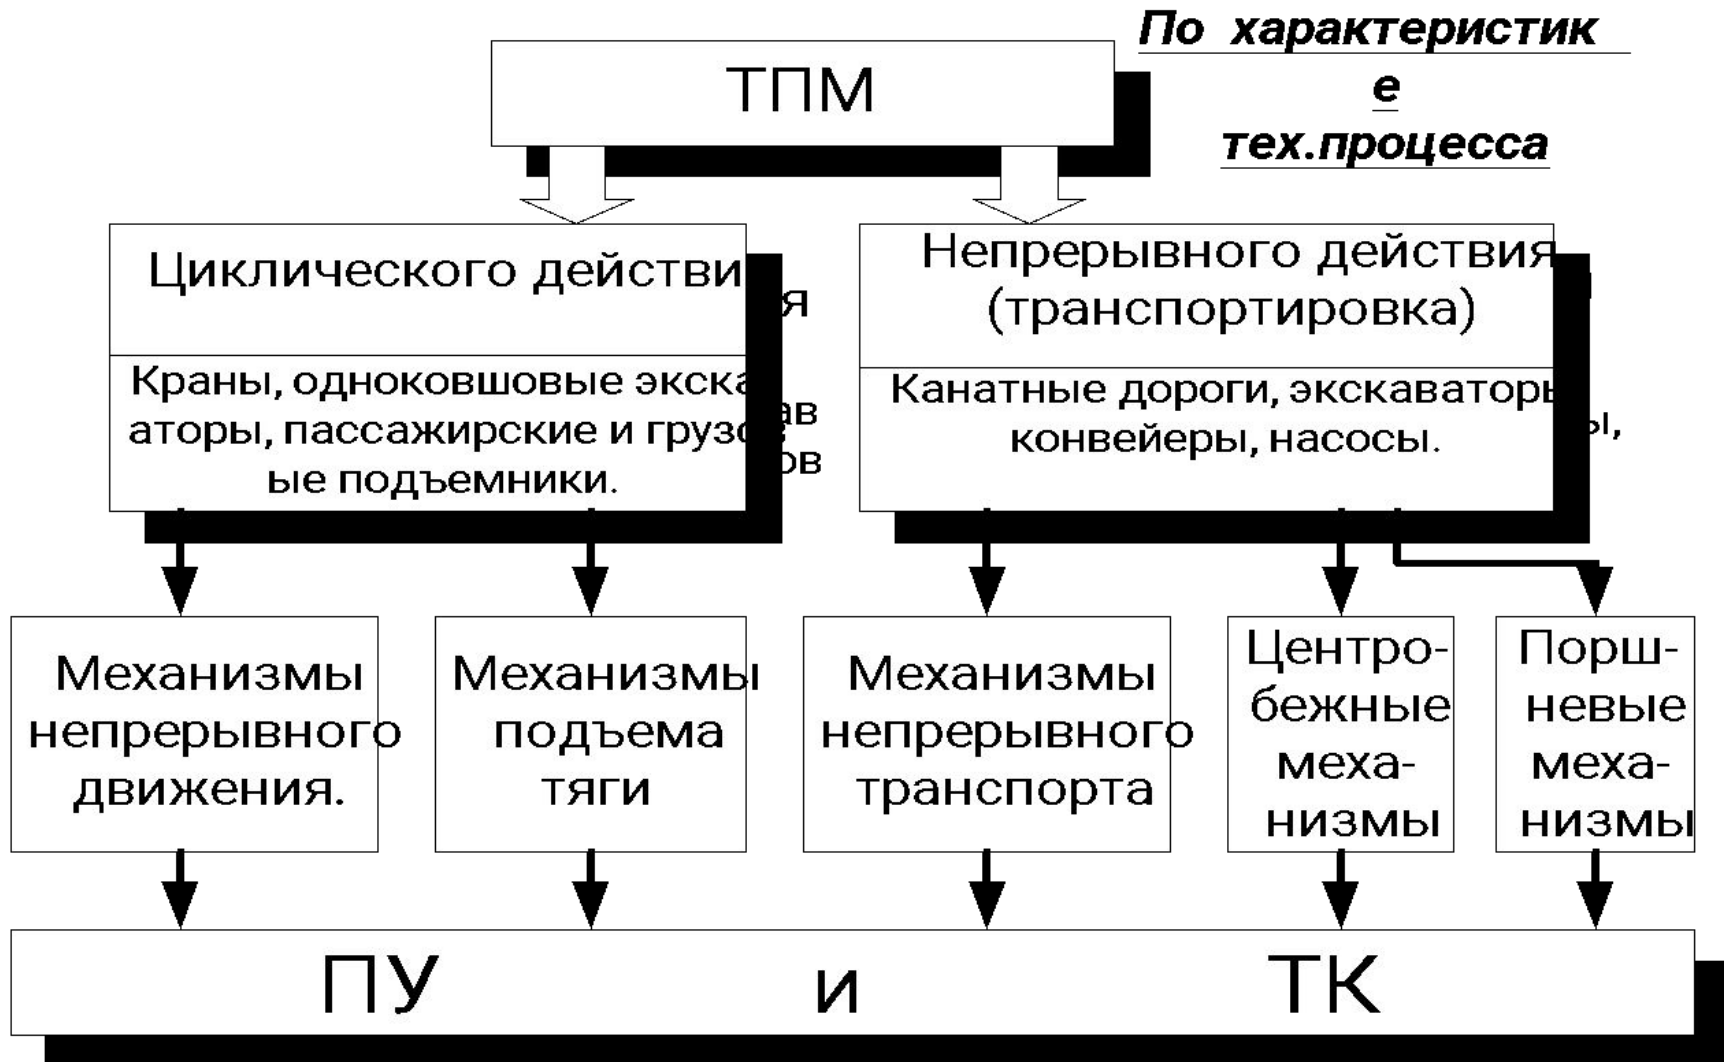 По характеристик
е
тех.процесса
ТПМ
Циклического действи
я
Непрерывного действия
(транспортировка)
Краны, одноковшовые экска
ав
аторы, пассажирские и грузо
ов
ые подъемники.
Канатные дороги, экскаваторы
ы,
конвейеры, насосы.
Механизмы
непрерывного
движения.
Механизмы
подъема
тяги
Механизмы
непрерывного
транспорта
Центро-
бежные
меха-
низмы
Порш-
невые
меха-
низмы
ПУ и ТК